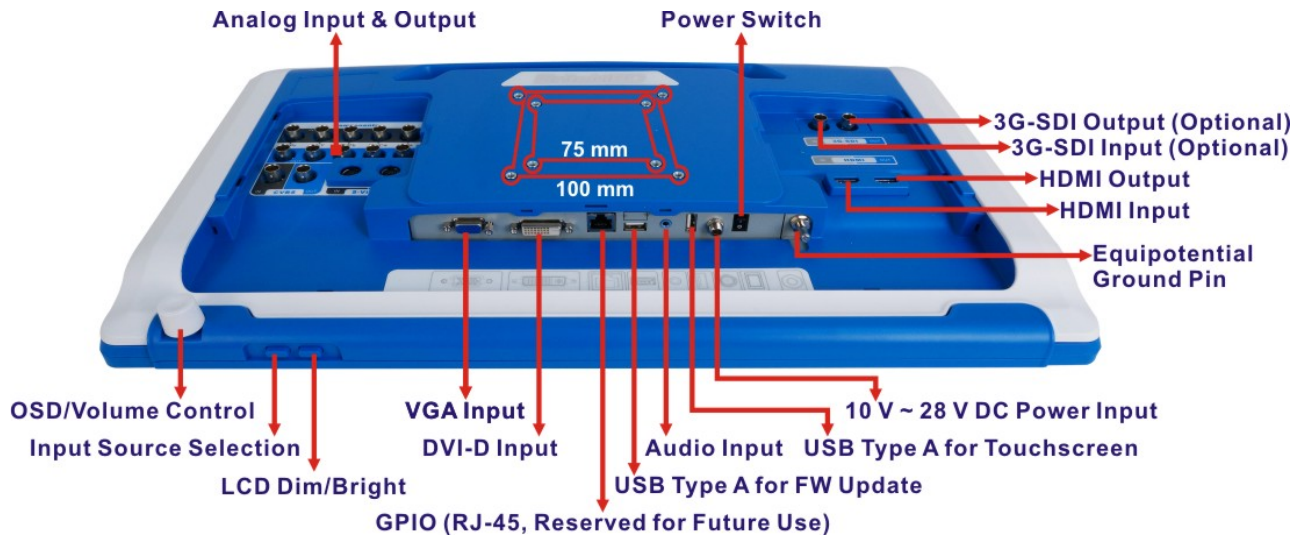 Analog Input & Output
Power Switch
3G-SDI Output (Optional)
3G-SDI Input (Optional)
75 mm
HDMI Output
100 mm
HDMI Input
Equipotential
Ground Pin
OSD/Volume Control
VGA Input
10 V ~ 28 V DC Power Input
Input Source Selection
DVI-D Input
Audio Input
USB Type A for Touchscreen
LCD Dim/Bright
USB Type A for FW Update
GPIO (RJ-45, Reserved for Future Use)
HDMI